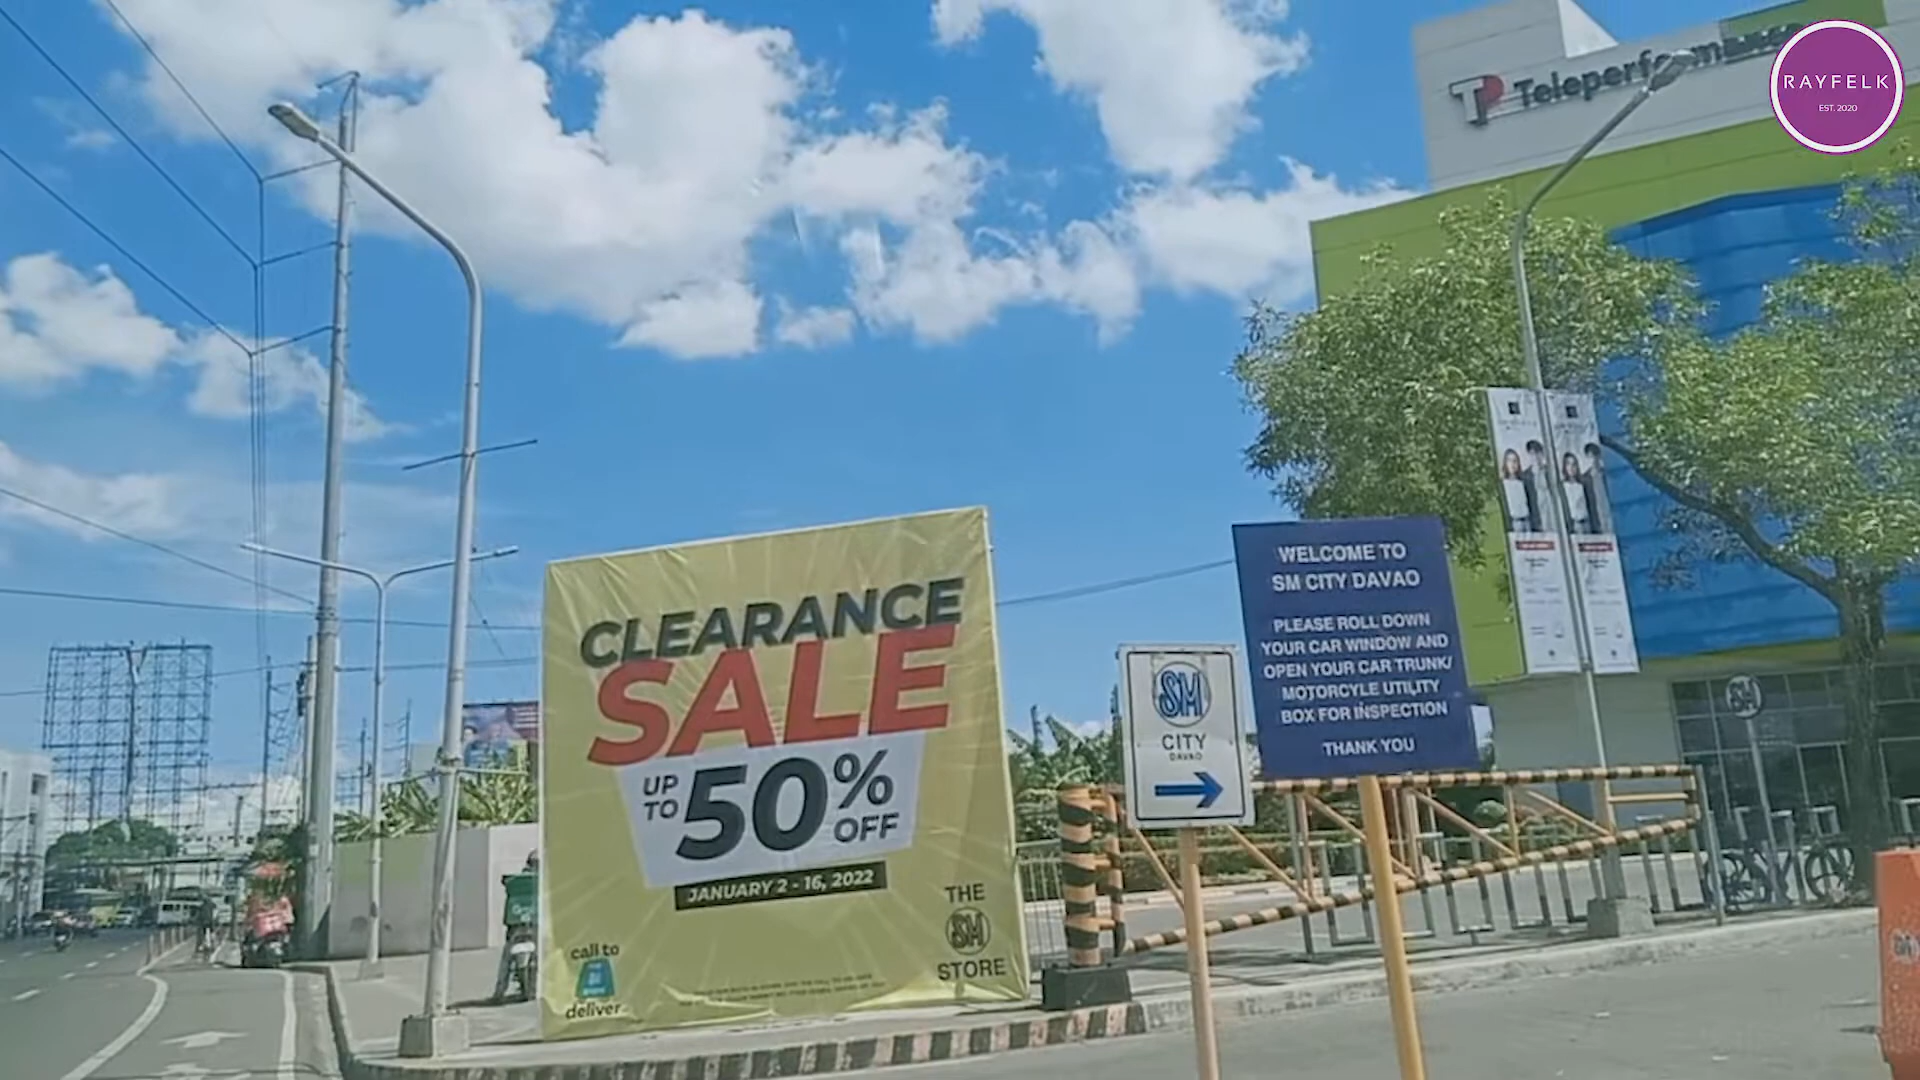 Teleperformance
RAYFELK
EST. 2020
CLEARANCE
SALE
UP
TO
50%
OFF
JANUARY 2 - 16, 2022
THE
SM
STORE
call to
deliver
SM
CITY
DAVAO
WELCOME TO
SM CITY DAVAO
PLEASE ROLL DOWN
YOUR CAR WINDOW AND
OPEN YOUR CAR TRUNK/
MOTORCYLE UTILITY
BOX FOR INSPECTION
THANK YOU
SM